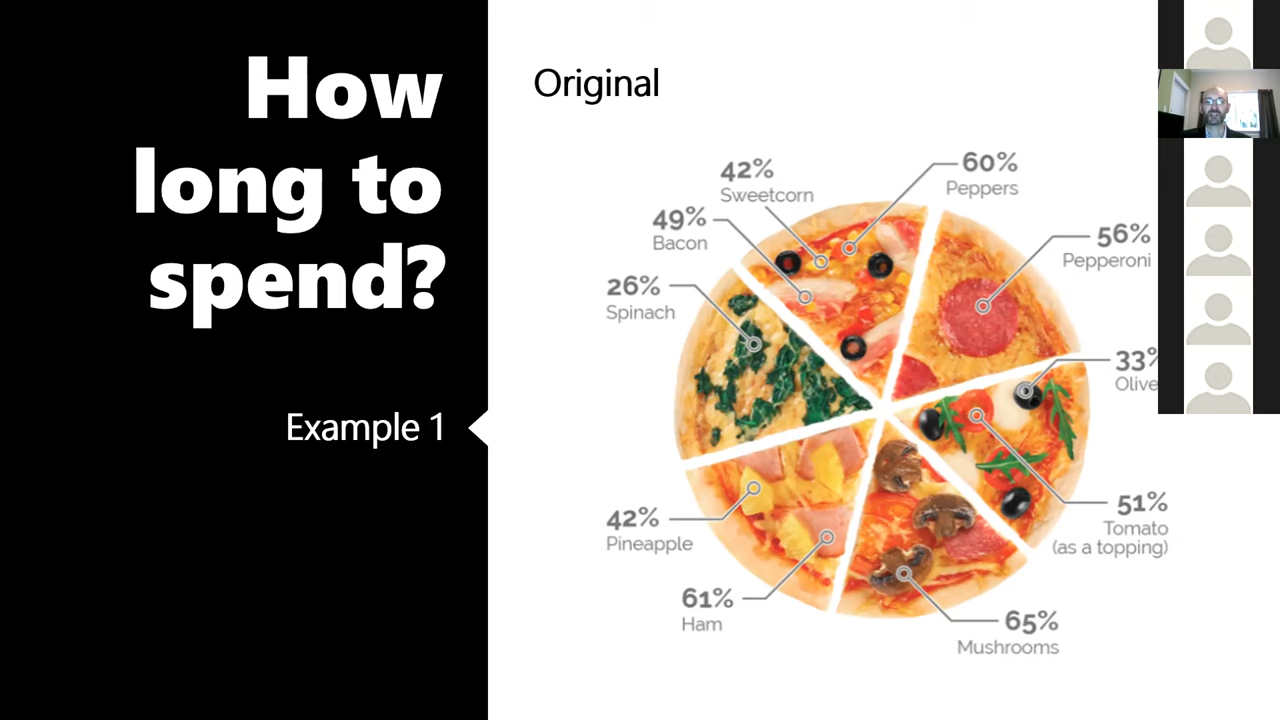 How
long to
spend?
Example 1
Original
42%
Sweetcorn
60%
Peppers
49%
Bacon
56%
Pepperoni
26%
Spinach
33%
Olive
42%
Pineapple
51%
Tomato
(as a topping)
61%
Ham
65%
Mushrooms